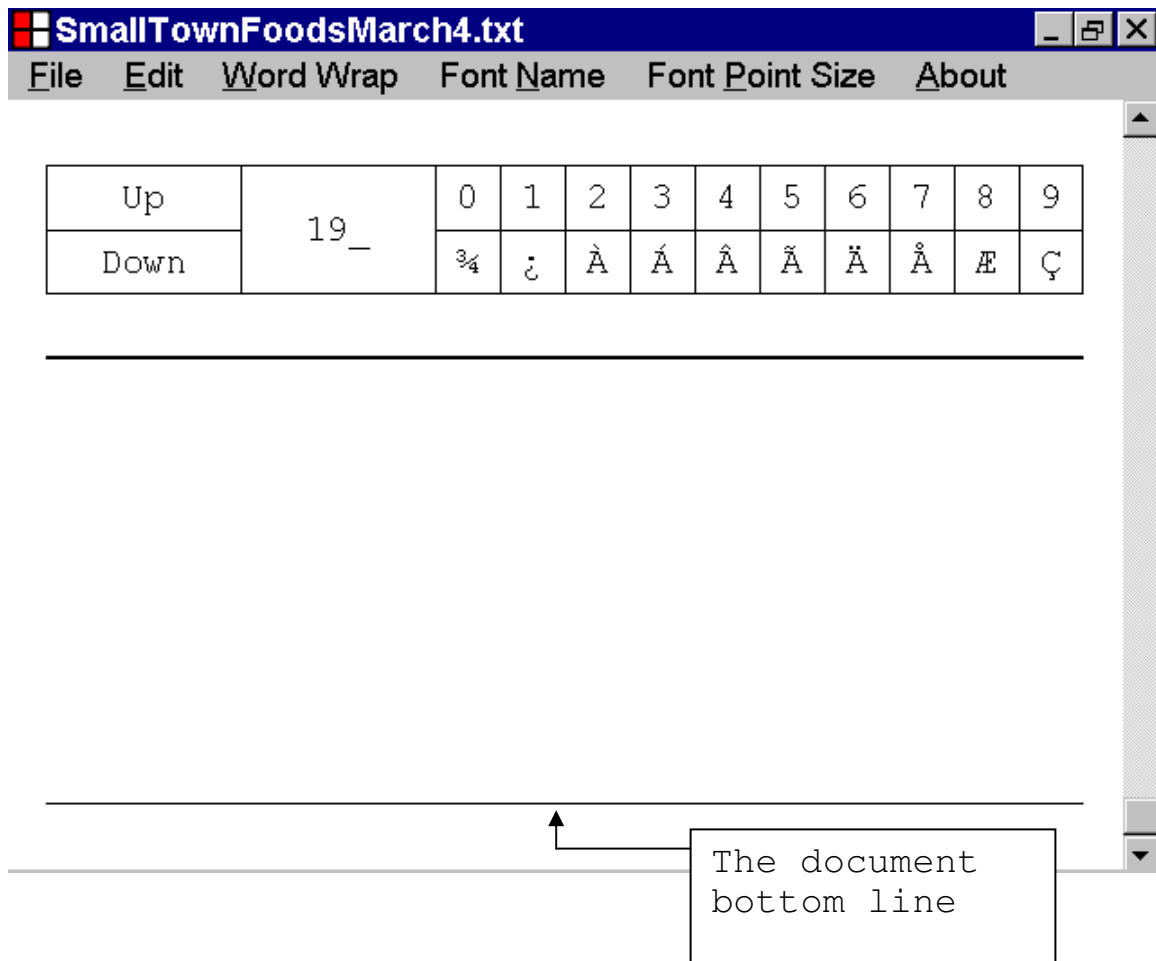 SmallTownFoodsMarch4.txt
File Edit Word Wrap Font Name Font Point Size About
Up 19_ 0 1 2 3 4 5 6 7 8 9
Down ¾ ¿ À Á Â Ã Ä Å Æ Ç
The document
bottom line